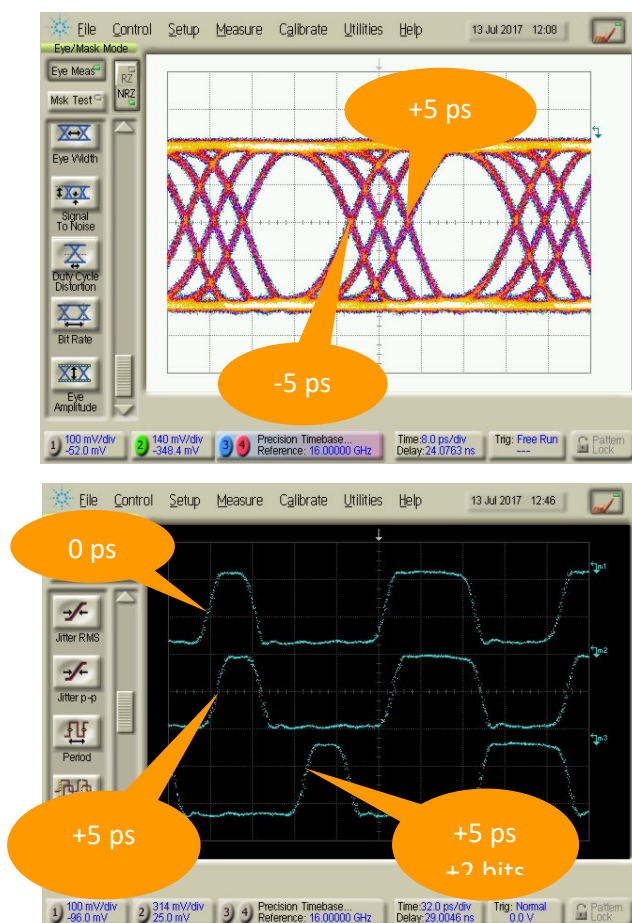 File Control Setup Measure Calibrate Utilities Help 13 Jul 2017 12:08
Eye/Mask Mode
Eye Meas
RZ
NRZ
Msk Test
Eye Width
Signal
To Noise
Duty Cycle
Distortion
Bit Rate
Eye
Amplitude
+5 ps
-5 ps
1 100 mV/div
-52.0 mV
2 140 mV/div
-348.4 mV
3 4 Precision Timebase...
Reference: 16.00000 GHz
Time:8.0 ps/div
Delay:24.0763 ns
Trig: Free Run
---
Pattern
Lock
File Control Setup Measure Calibrate Utilities Help 13 Jul 2017 12:46
0 ps
Jitter RMS
Jitter p-p
Period
m1
m2
m3
+5 ps
+5 ps
+2 bits
1 100 mV/div
-96.0 mV
2 314 mV/div
25.0 mV
3 4 Precision Timebase...
Reference: 16.00000 GHz
Time:32.0 ps/div
Delay:29.0046 ns
Trig: Normal
0.0 V
Pattern
Lock